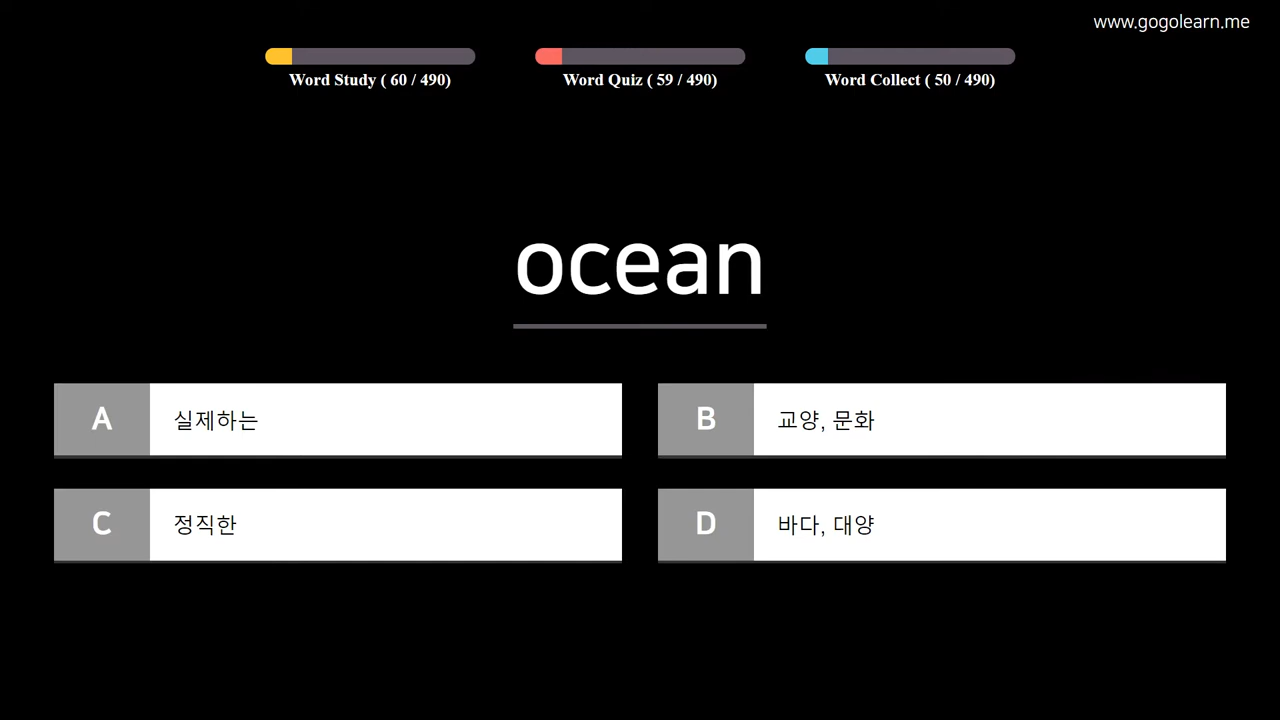 www.gogolearn.me
Word Study ( 60 / 490)
Word Quiz ( 59 / 490)
Word Collect ( 50 / 490)
ocean
A 실제하는
B 교양, 문화
C 정직한
D 바다, 대양